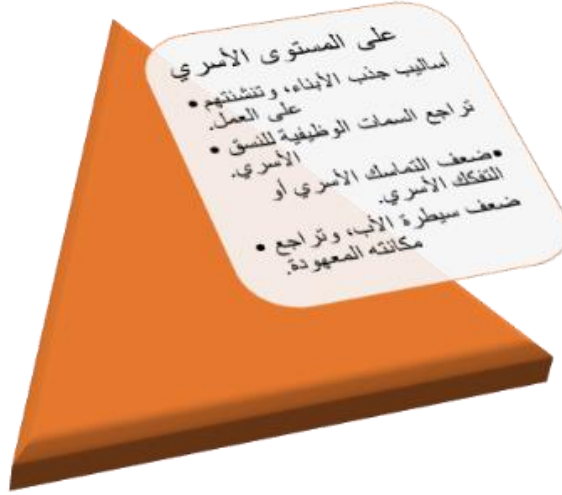 على المستوى الأسري
• أساليب جنب الأبناء، وتنشئتهم
على العمل.
• تراجع السمات الوظيفية للنسق
الأسري.
•ضعف التماسك الأسري أو
التفكك الأسري.
• ضعف سيطرة الأب، وتراجع
مكانته المعهودة.